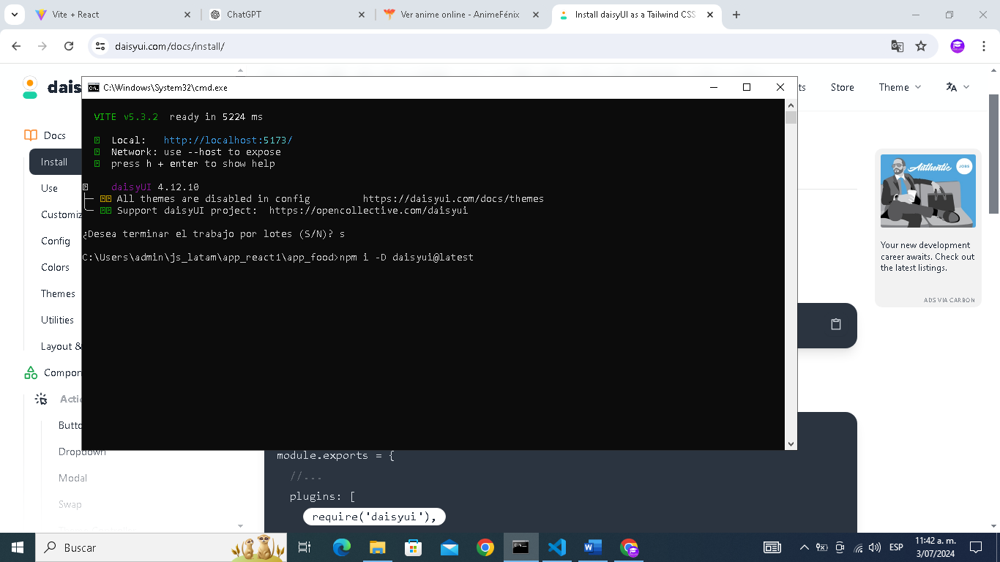 Vite + React
ChatGPT
Ver anime online - AnimeFénix
Install daisyUI as a Tailwind CSS
daisyui.com/docs/install/
dais
ts
Store
Theme
C:\Windows\System32\cmd.exe
VITE v5.3.2 ready in 5224 ms
Local: http://localhost:5173/
Network: use --host to expose
press h + enter to show help
daisyUI 4.12.10
All themes are disabled in config https://daisyui.com/docs/themes
Support daisyUI project: https://opencollective.com/daisyui
¿Desea terminar el trabajo por lotes (S/N)? s
C:\Users\admin\js_latam\app_react1\app_food>npm i -D daisyui@latest
Docs
Install
Use
Customiz
Config
Colors
Themes
Utilities
Layout &
Compon
Actio
Butto
Dropdown
Modal
Swap
Authentic
JOBS
Your new development
career awaits. Check out
the latest listings.
ADS VIA CARBON
module.exports = {
//...
plugins: [
require('daisyui'),
Buscar
ESP
11:42 a. m.
3/07/2024